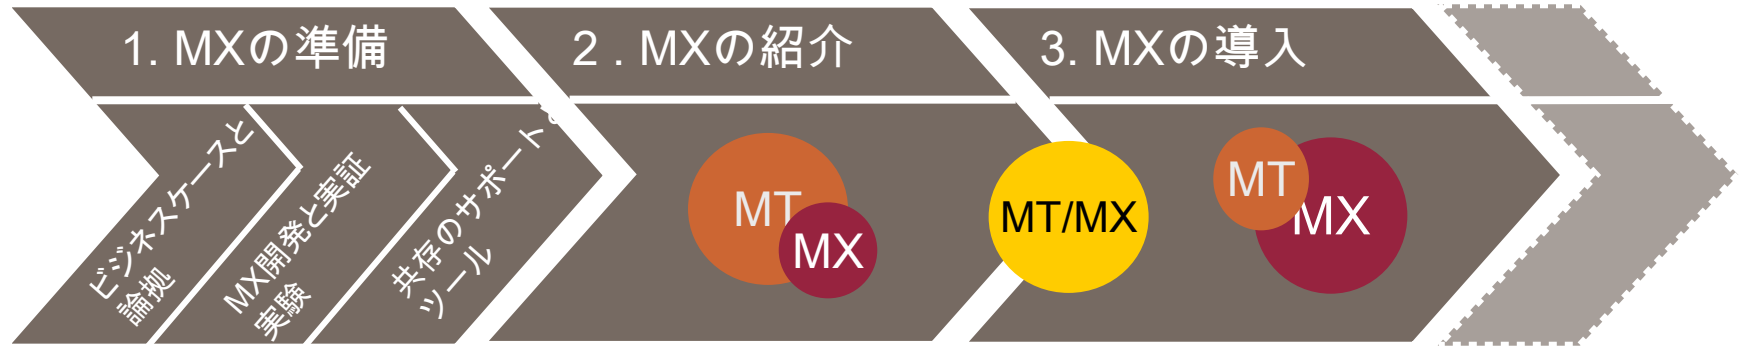 1. MXの準備
2 . MXの紹介
3. MXの導入
ビジネスケースと
論拠
MX開発と実証
実験
共存のサポート
ツール
MT
MX
MT/MX
MT
MX